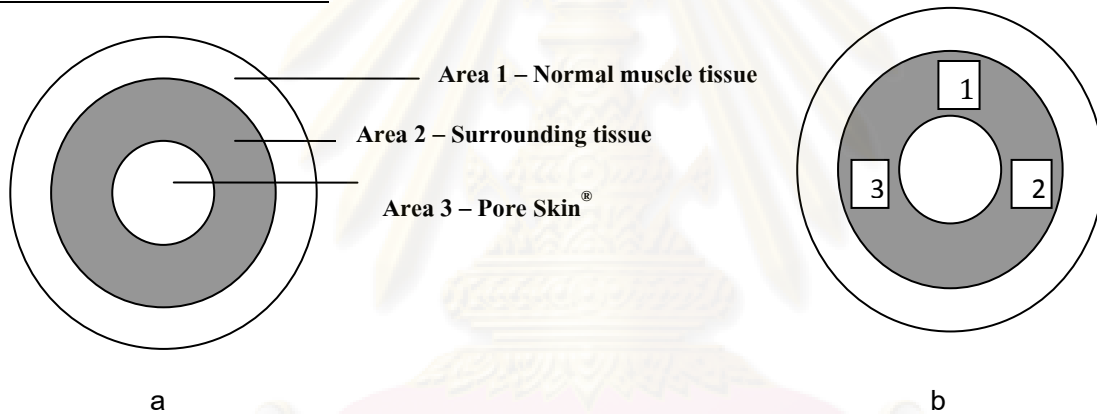 Area 1 – Normal muscle tissue
Area 2 – Surrounding tissue
Area 3 – Pore Skin®
1
3
2
a
b